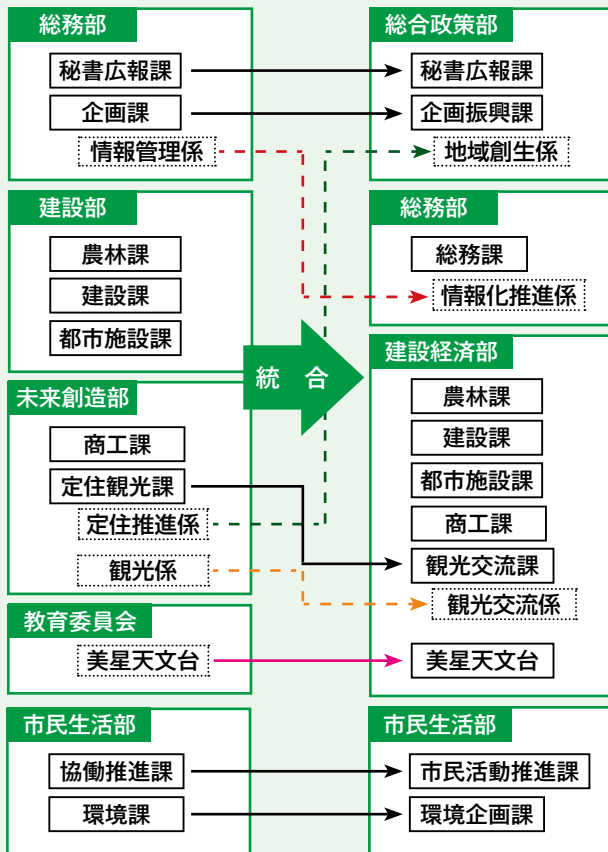 総務部
秘書広報課
企画課
情報管理係
建設部
農林課
建設課
都市施設課
未来創造部
商工課
定住観光課
定住推進係
観光係
教育委員会
美星天文台
市民生活部
協働推進課
環境課
統 合
総合政策部
秘書広報課
企画振興課
地域創生係
総務部
総務課
情報化推進係
建設経済部
農林課
建設課
都市施設課
商工課
観光交流課
観光交流係
美星天文台
市民生活部
市民活動推進課
環境企画課